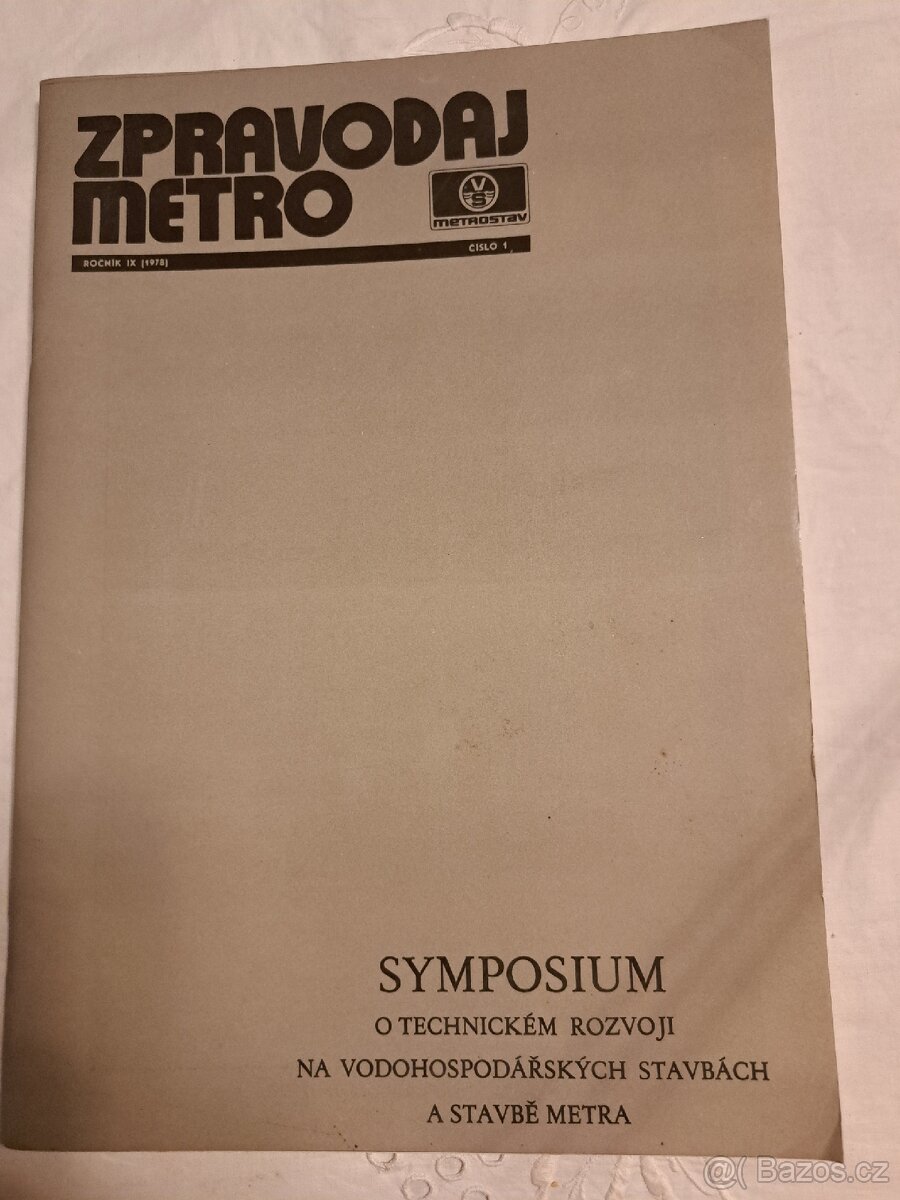 ZPRAVODAJ
METRO
VS
METROSTAV
ROČNÍK IX (1978)
ČÍSLO 1
SYMPOSIUM
O TECHNICKÉM ROZVOJI
NA VODOHOSPODÁŘSKÝCH STAVBÁCH
A STAVBĚ METRA
@( Bazos.cz